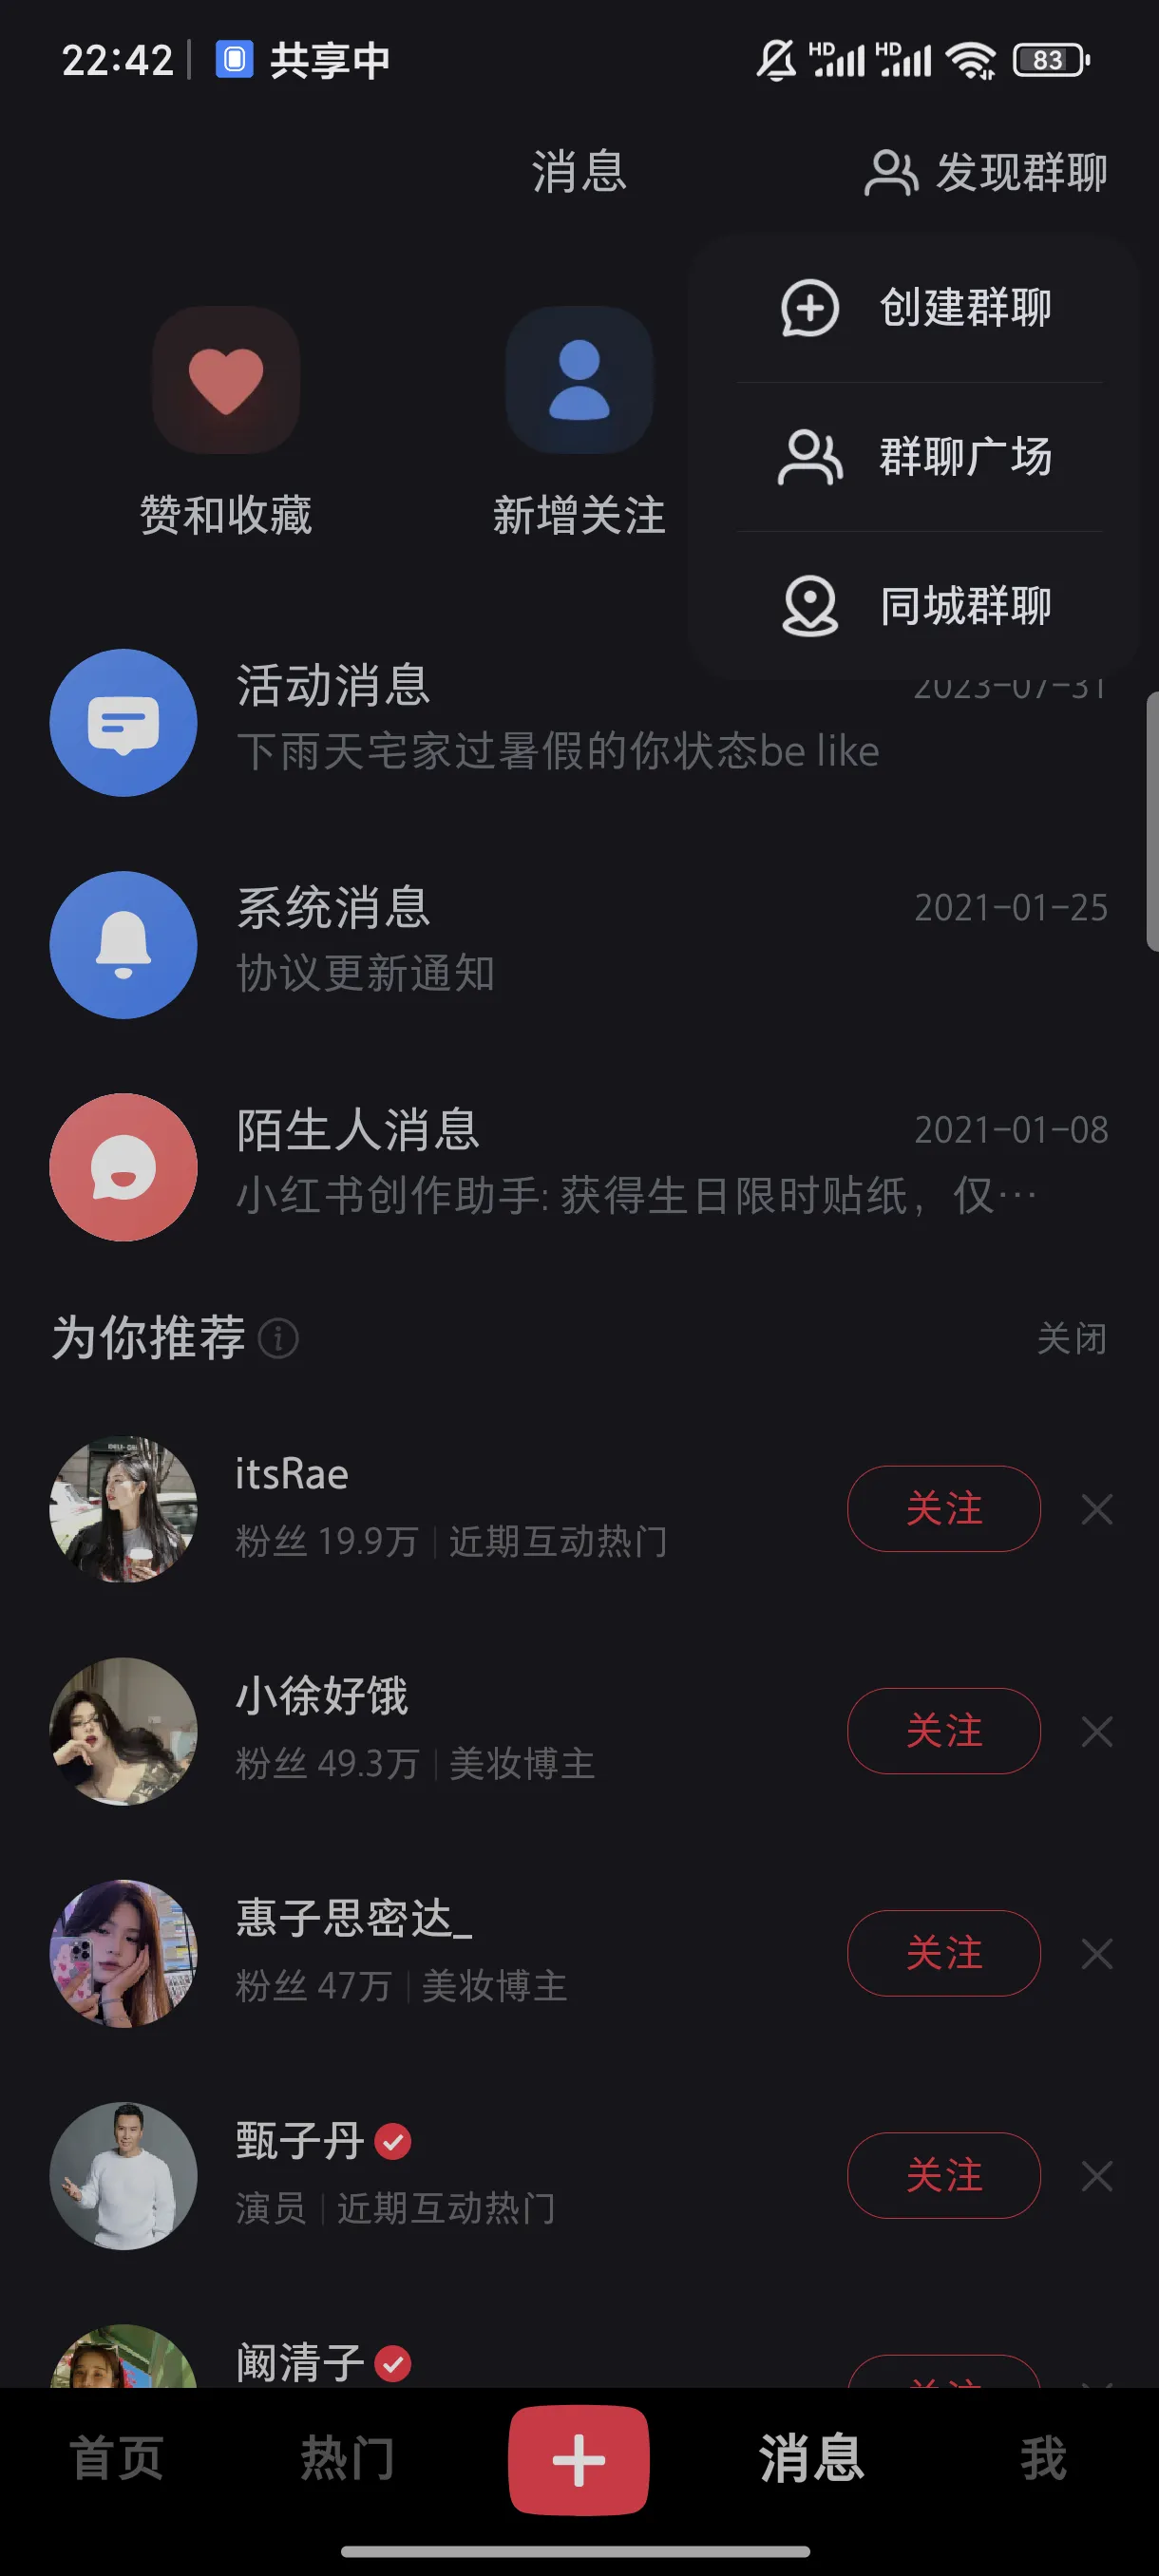 22:42 共享中 HD HD 83
消息 发现群聊
创建群聊
群聊广场
同城群聊
赞和收藏 新增关注
活动消息 2023-07-31
下雨天宅家过暑假的你状态be like
系统消息 2021-01-25
协议更新通知
陌生人消息 2021-01-08
小红书创作助手: 获得生日限时贴纸，仅…
为你推荐 关闭
itsRae
粉丝 19.9万 | 近期互动热门 关注
小徐好饿
粉丝 49.3万 | 美妆博主 关注
惠子思密达_
粉丝 47万 | 美妆博主 关注
甄子丹
演员 | 近期互动热门 关注
阚清子
关注
首页 热门 消息 我